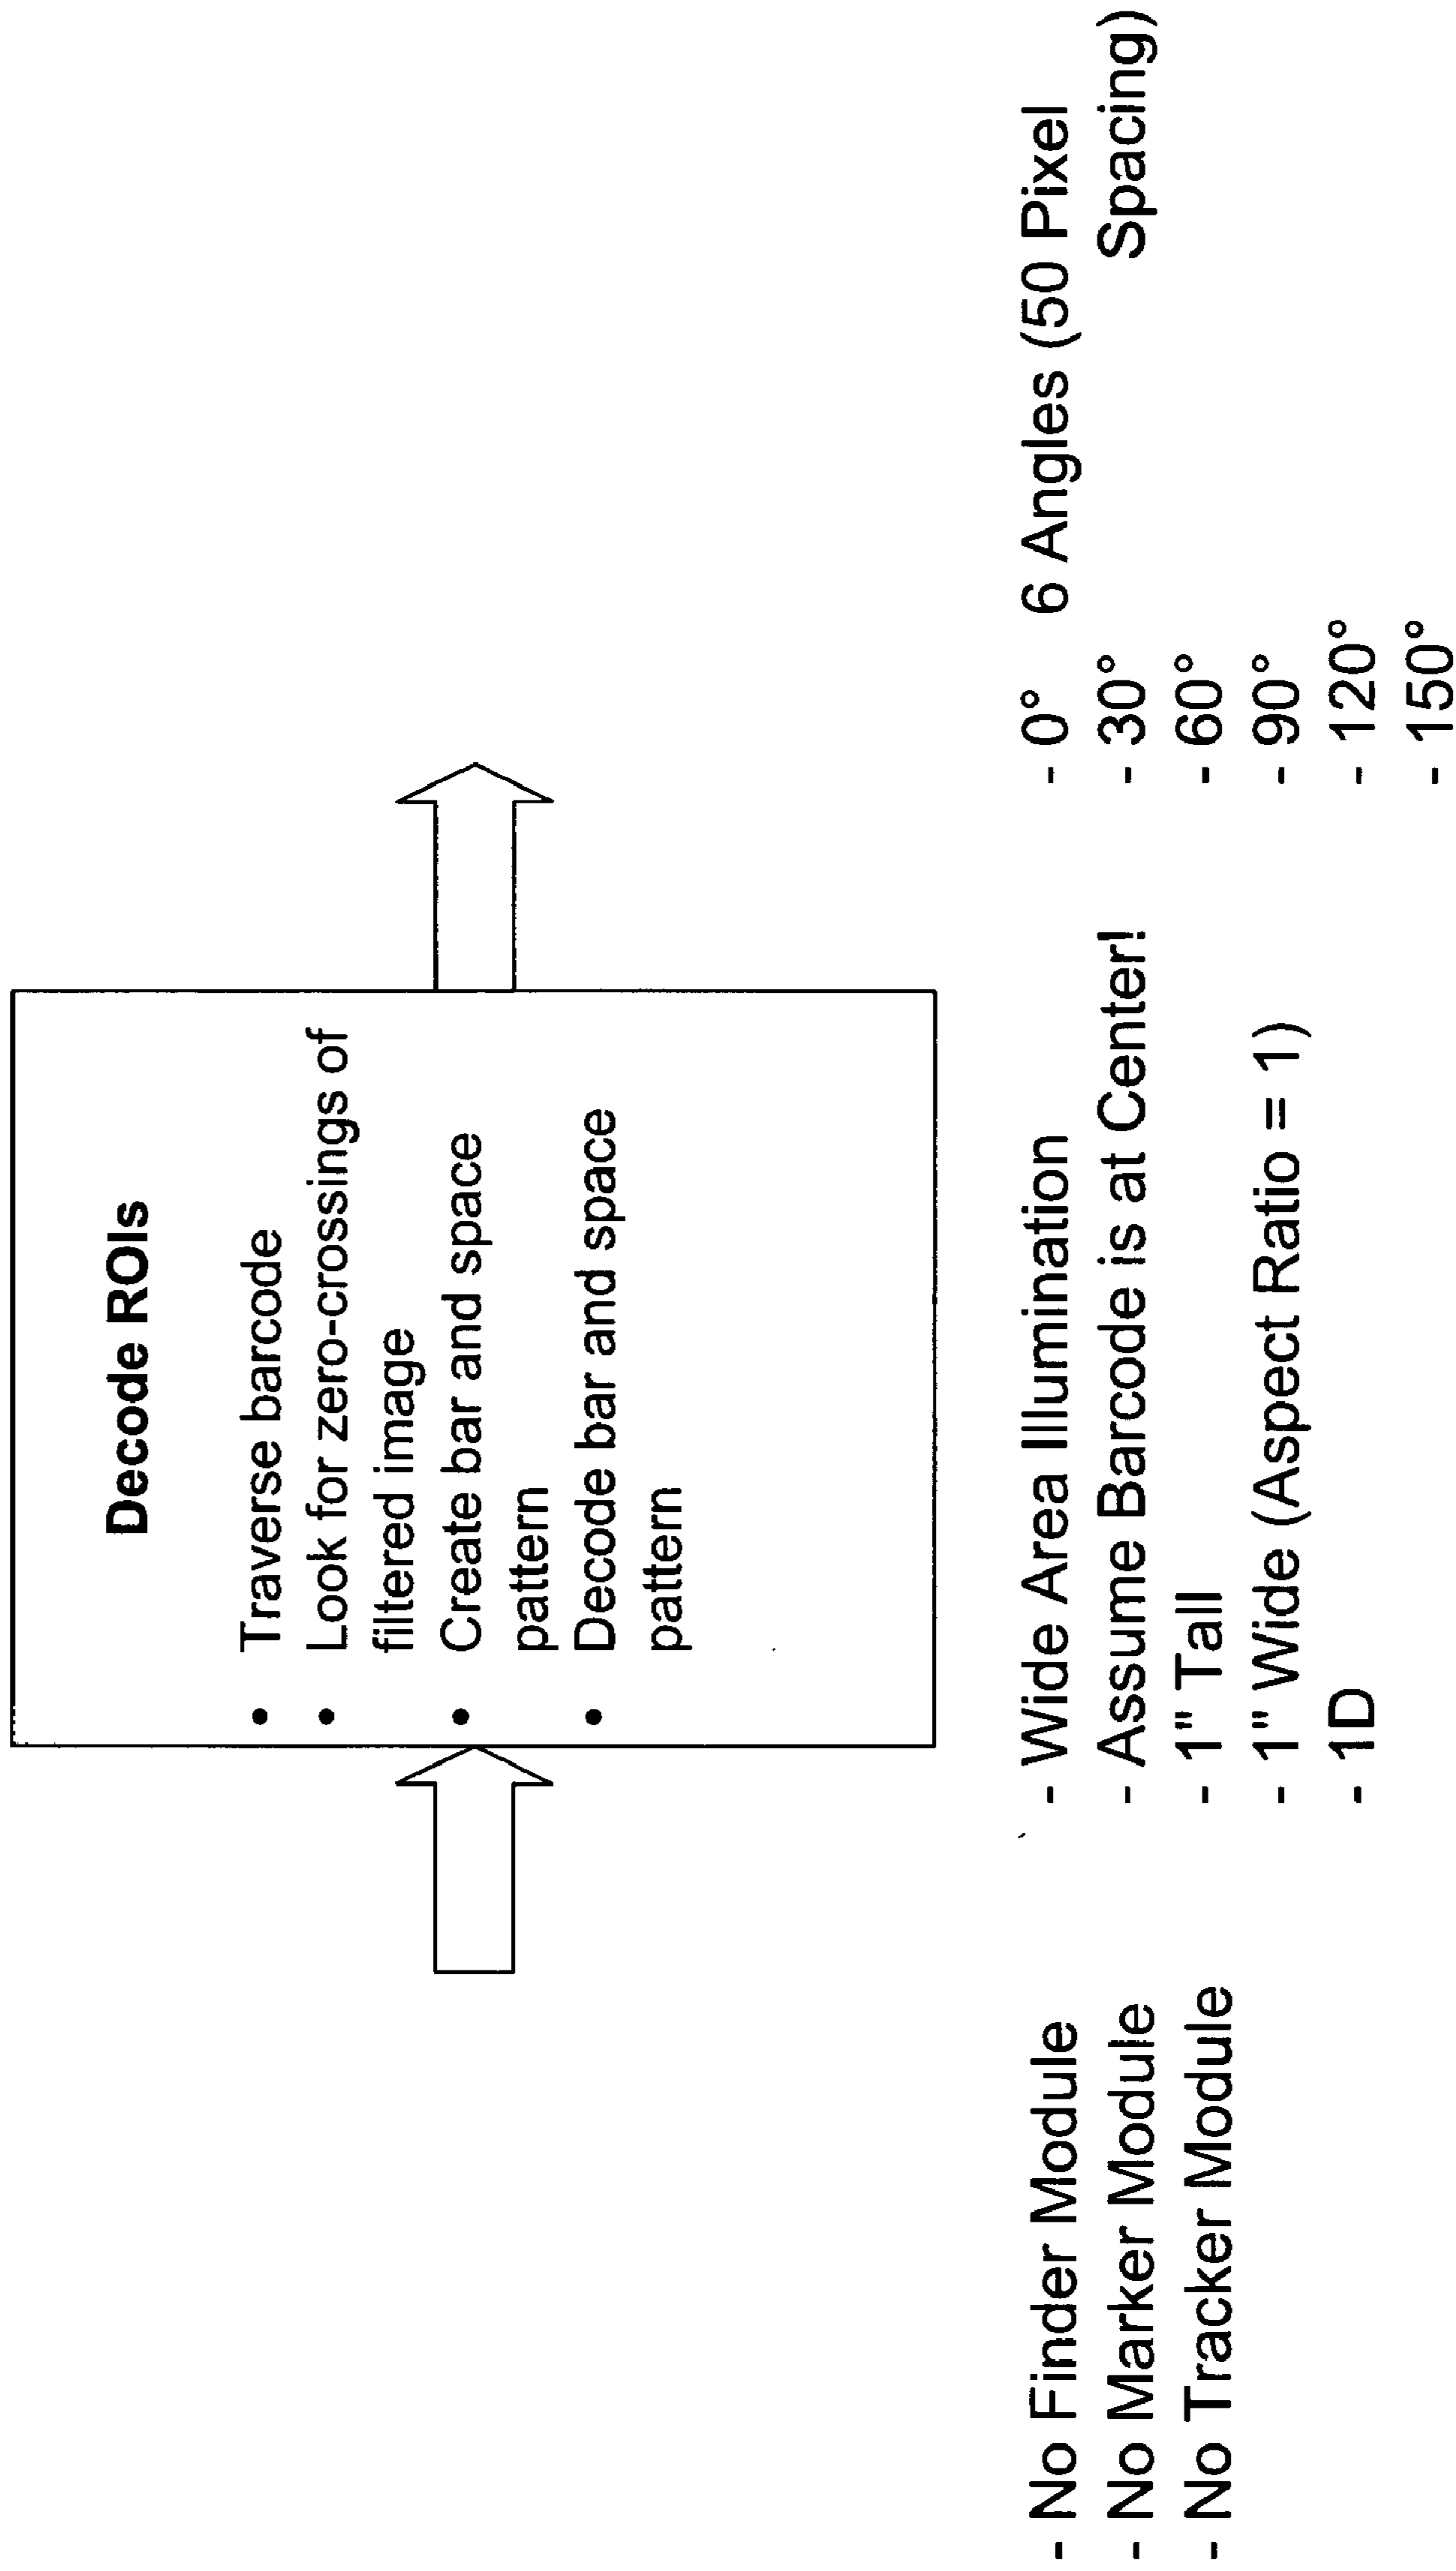 Decode ROIs
• Traverse barcode
• Look for zero-crossings of
filtered image
• Create bar and space
pattern
• Decode bar and space
pattern
- No Finder Module
- No Marker Module
- No Tracker Module
- Wide Area Illumination
- Assume Barcode is at Center!
- 1" Tall
- 1" Wide (Aspect Ratio = 1)
- 1D
- 0° 6 Angles (50 Pixel
Spacing)
- 30°
- 60°
- 90°
- 120°
- 150°